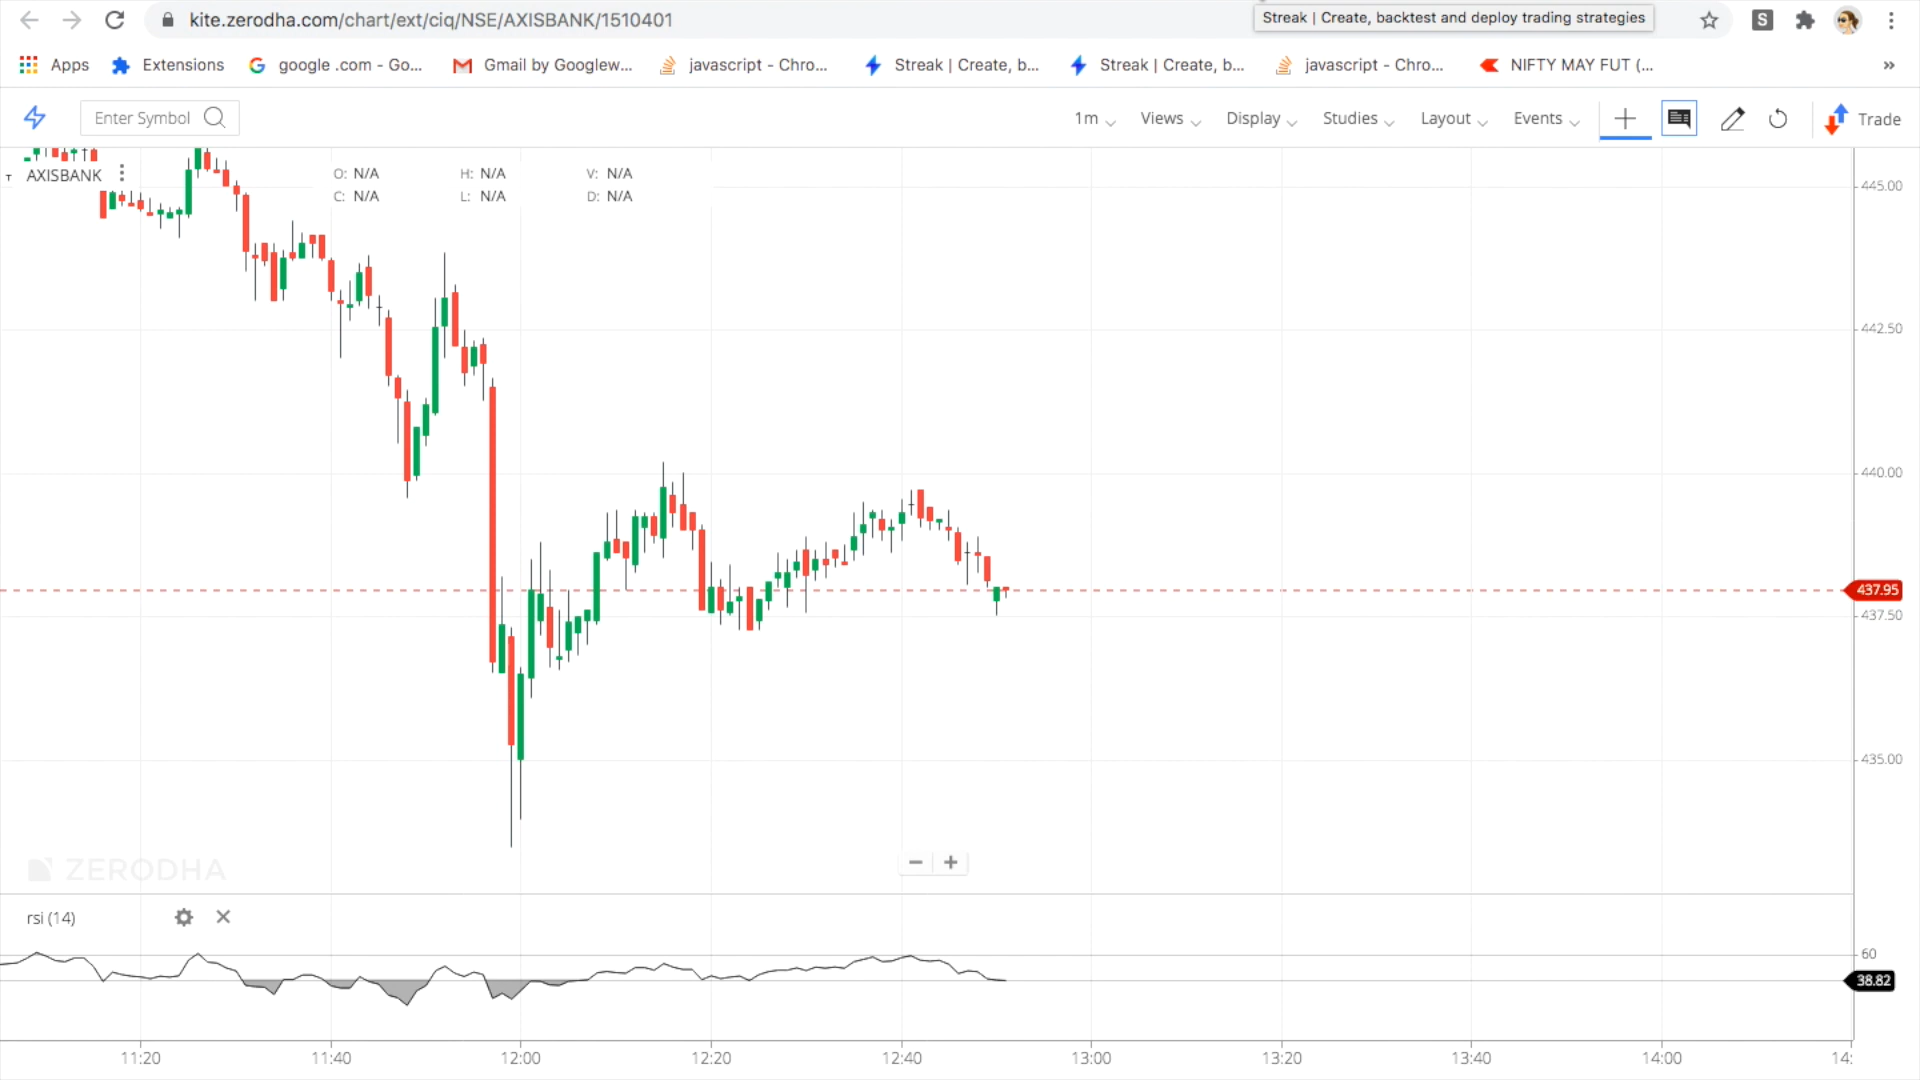 kite.zerodha.com/chart/ext/ciq/NSE/AXISBANK/1510401
Streak | Create, backtest and deploy trading strategies
S
Apps Extensions google .com - Go... Gmail by Googlew... javascript - Chro... Streak | Create, b... Streak | Create, b... javascript - Chro... NIFTY MAY FUT (... »
Enter Symbol 1m Views Display Studies Layout Events Trade
T AXISBANK
O: N/A H: N/A V: N/A
C: N/A L: N/A D: N/A
445.00
442.50
440.00
437.95
437.50
435.00
ZERODHA
− +
rsi (14)
60
38.82
11:20 11:40 12:00 12:20 12:40 13:00 13:20 13:40 14:00 14: